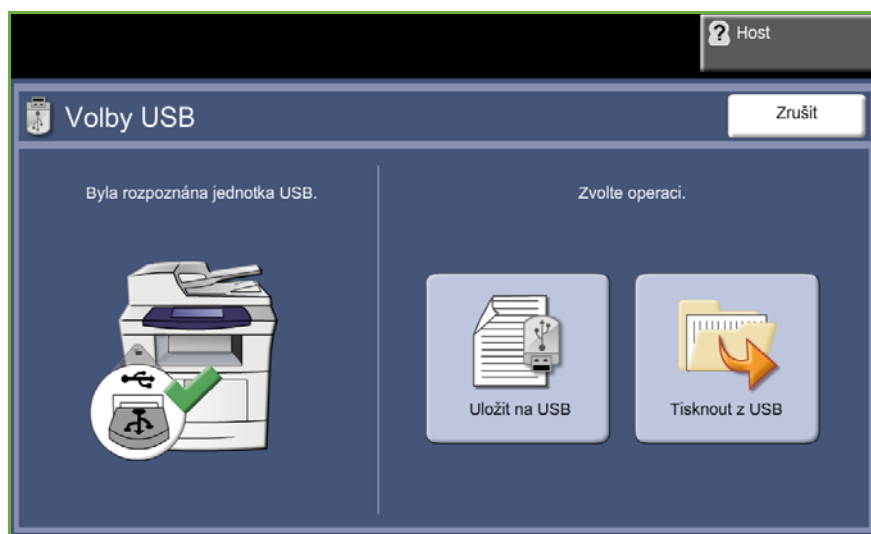 Host
Volby USB
Zrušit
Byla rozpoznána jednotka USB.
Zvolte operaci.
Uložit na USB
Tisknout z USB